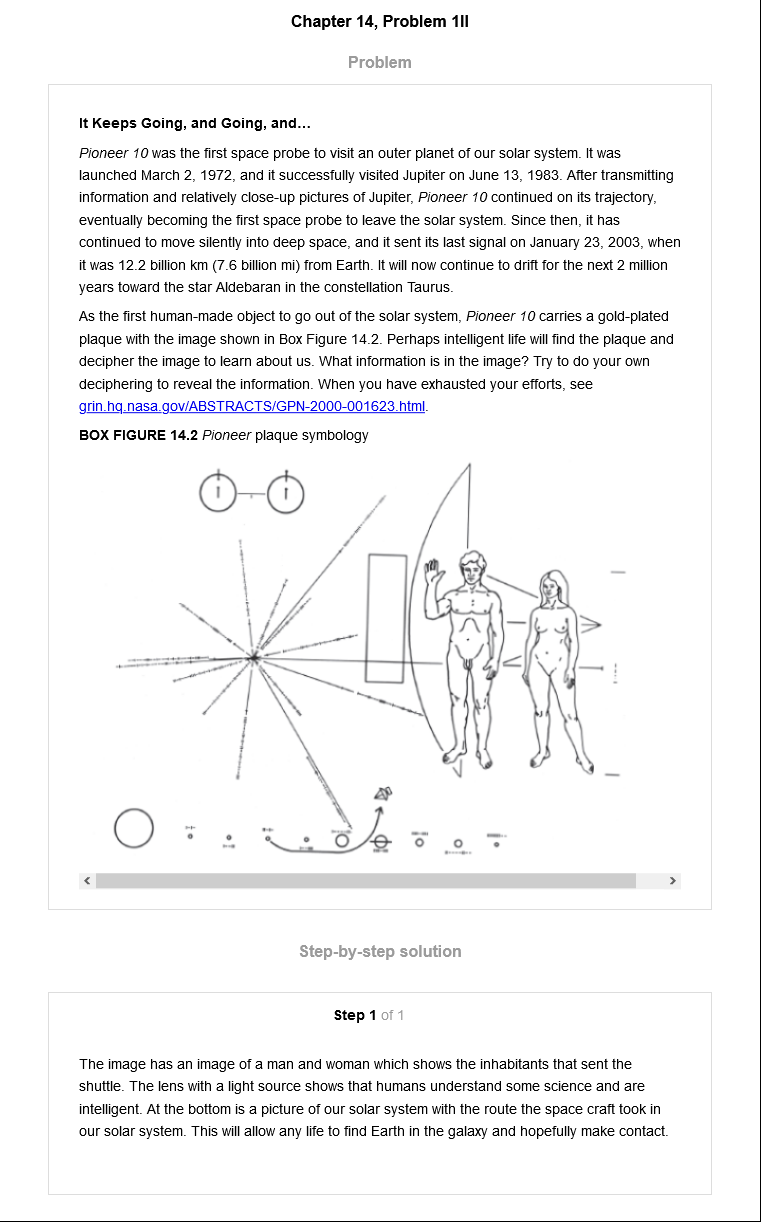 Chapter 14, Problem 1II
Problem
It Keeps Going, and Going, and…
Pioneer 10 was the first space probe to visit an outer planet of our solar system. It was
launched March 2, 1972, and it successfully visited Jupiter on June 13, 1983. After transmitting
information and relatively close-up pictures of Jupiter, Pioneer 10 continued on its trajectory,
eventually becoming the first space probe to leave the solar system. Since then, it has
continued to move silently into deep space, and it sent its last signal on January 23, 2003, when
it was 12.2 billion km (7.6 billion mi) from Earth. It will now continue to drift for the next 2 million
years toward the star Aldebaran in the constellation Taurus.
As the first human-made object to go out of the solar system, Pioneer 10 carries a gold-plated
plaque with the image shown in Box Figure 14.2. Perhaps intelligent life will find the plaque and
decipher the image to learn about us. What information is in the image? Try to do your own
deciphering to reveal the information. When you have exhausted your efforts, see
grin.hq.nasa.gov/ABSTRACTS/GPN-2000-001623.html.
BOX FIGURE 14.2 Pioneer plaque symbology
Step-by-step solution
Step 1 of 1
The image has an image of a man and woman which shows the inhabitants that sent the
shuttle. The lens with a light source shows that humans understand some science and are
intelligent. At the bottom is a picture of our solar system with the route the space craft took in
our solar system. This will allow any life to find Earth in the galaxy and hopefully make contact.